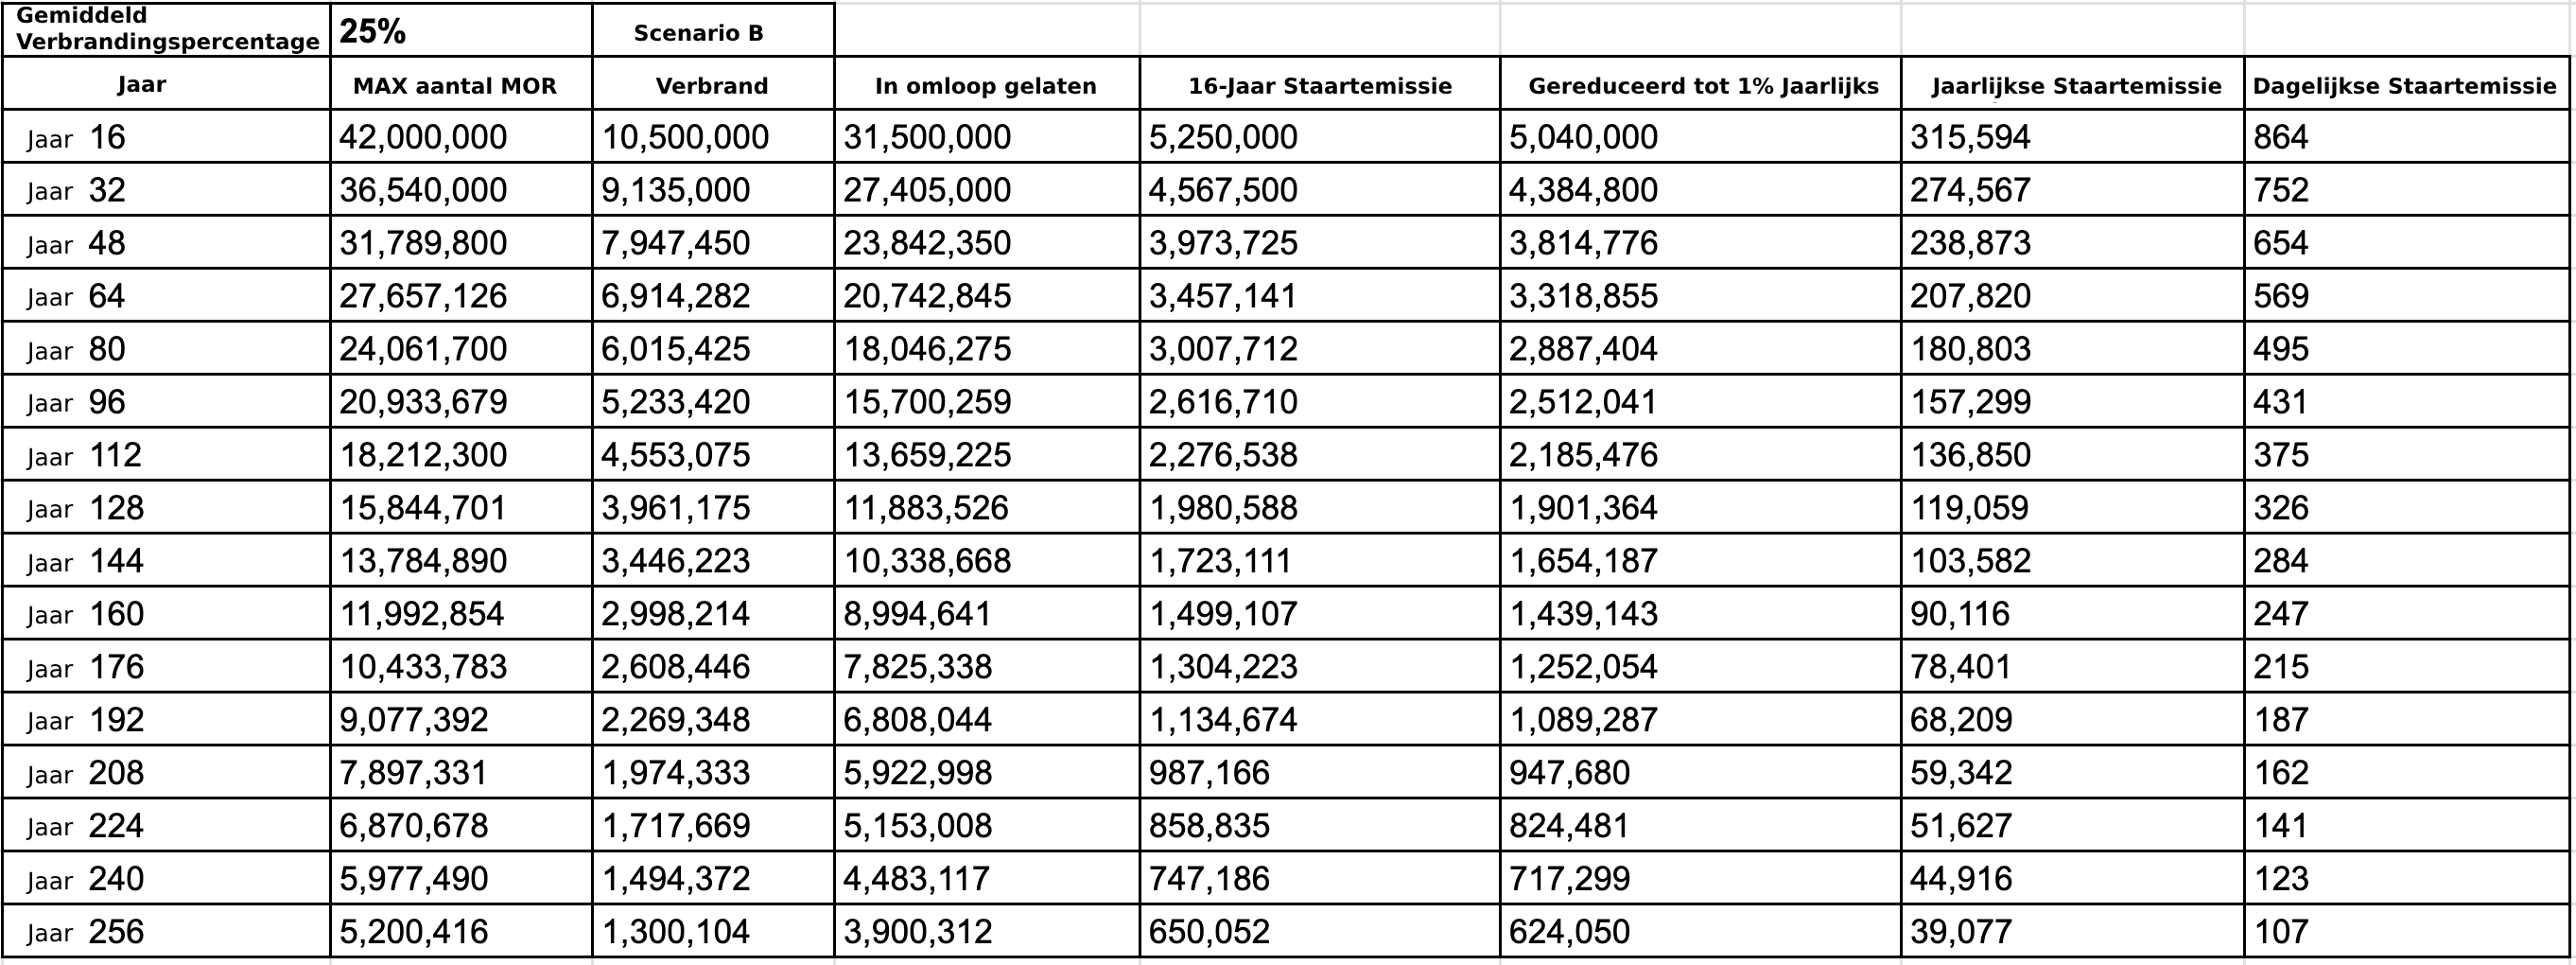 Gemiddeld
Verbrandingspercentage 25% Scenario B
Jaar MAX aantal MOR Verbrand In omloop gelaten 16-Jaar Staartemissie Gereduceerd tot 1% Jaarlijks Jaarlijkse Staartemissie Dagelijkse Staartemissie
Jaar 16 42,000,000 10,500,000 31,500,000 5,250,000 5,040,000 315,594 864
Jaar 32 36,540,000 9,135,000 27,405,000 4,567,500 4,384,800 274,567 752
Jaar 48 31,789,800 7,947,450 23,842,350 3,973,725 3,814,776 238,873 654
Jaar 64 27,657,126 6,914,282 20,742,845 3,457,141 3,318,855 207,820 569
Jaar 80 24,061,700 6,015,425 18,046,275 3,007,712 2,887,404 180,803 495
Jaar 96 20,933,679 5,233,420 15,700,259 2,616,710 2,512,041 157,299 431
Jaar 112 18,212,300 4,553,075 13,659,225 2,276,538 2,185,476 136,850 375
Jaar 128 15,844,701 3,961,175 11,883,526 1,980,588 1,901,364 119,059 326
Jaar 144 13,784,890 3,446,223 10,338,668 1,723,111 1,654,187 103,582 284
Jaar 160 11,992,854 2,998,214 8,994,641 1,499,107 1,439,143 90,116 247
Jaar 176 10,433,783 2,608,446 7,825,338 1,304,223 1,252,054 78,401 215
Jaar 192 9,077,392 2,269,348 6,808,044 1,134,674 1,089,287 68,209 187
Jaar 208 7,897,331 1,974,333 5,922,998 987,166 947,680 59,342 162
Jaar 224 6,870,678 1,717,669 5,153,008 858,835 824,481 51,627 141
Jaar 240 5,977,490 1,494,372 4,483,117 747,186 717,299 44,916 123
Jaar 256 5,200,416 1,300,104 3,900,312 650,052 624,050 39,077 107